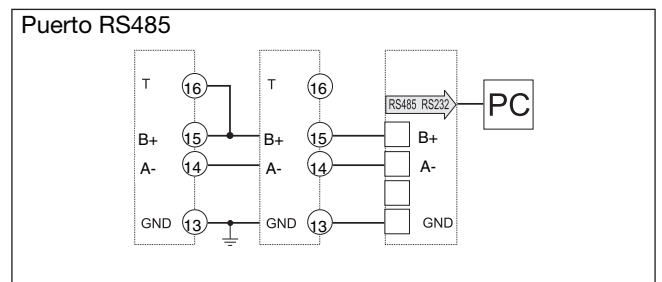 Puerto RS485
T 16 T 16
RS485 RS232 PC
B+ 15 B+ 15 B+
A- 14 A- 14 A-
GND 13 GND 13 GND